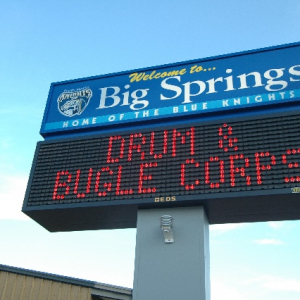 Welcome to...
Big Springs
HOME OF THE BLUE KNIGHTS
DRUM &
BUGLE CORPS